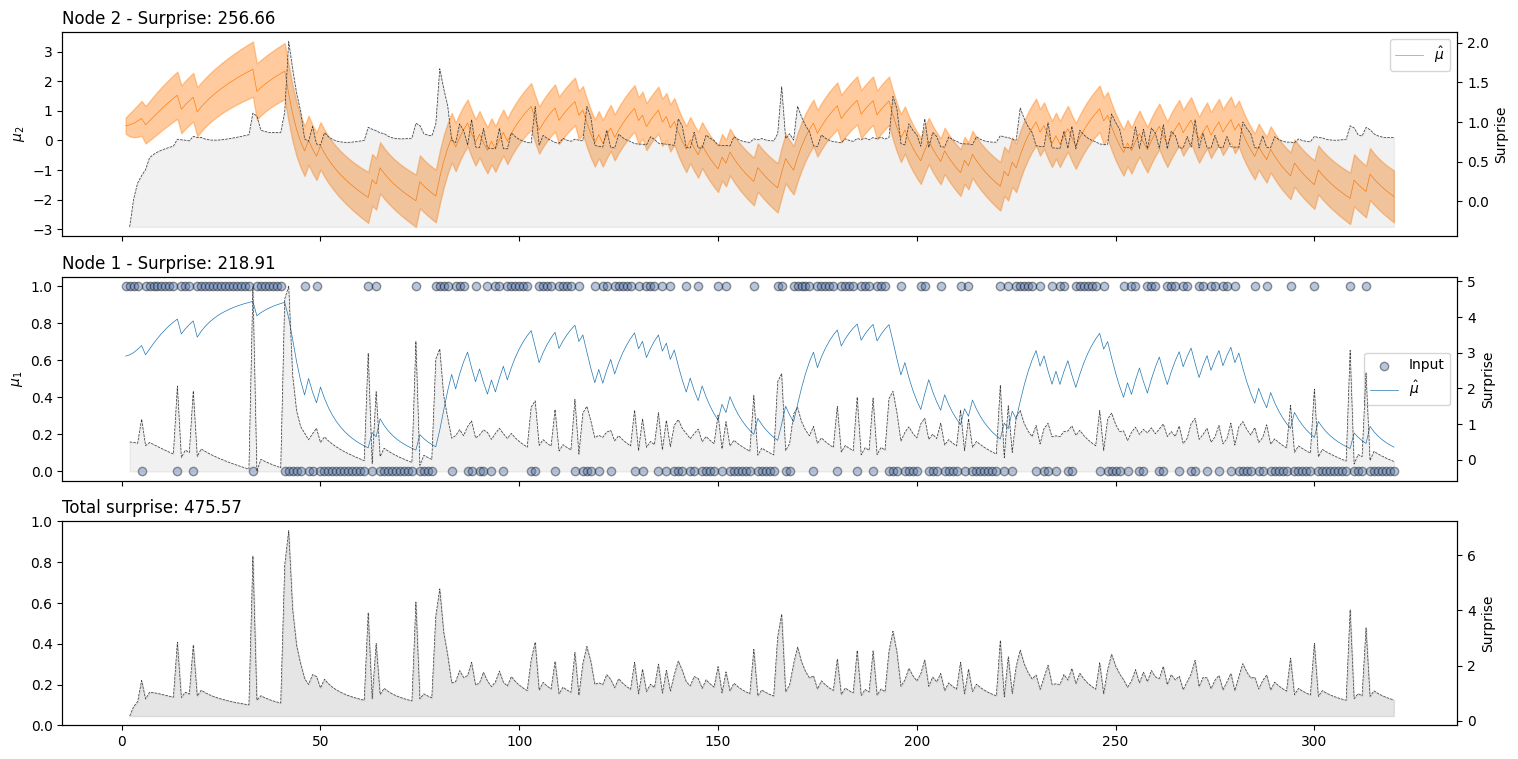 Node 2 - Surprise: 256.66
μ2
3
2
1
0
−1
−2
−3
μ̂
2.0
1.5
1.0
0.5
0.0
Surprise
Node 1 - Surprise: 218.91
μ1
1.0
0.8
0.6
0.4
0.2
0.0
Input
μ̂
5
4
3
2
1
0
Surprise
Total surprise: 475.57
1.0
0.8
0.6
0.4
0.2
0.0
6
4
2
0
Surprise
0 50 100 150 200 250 300